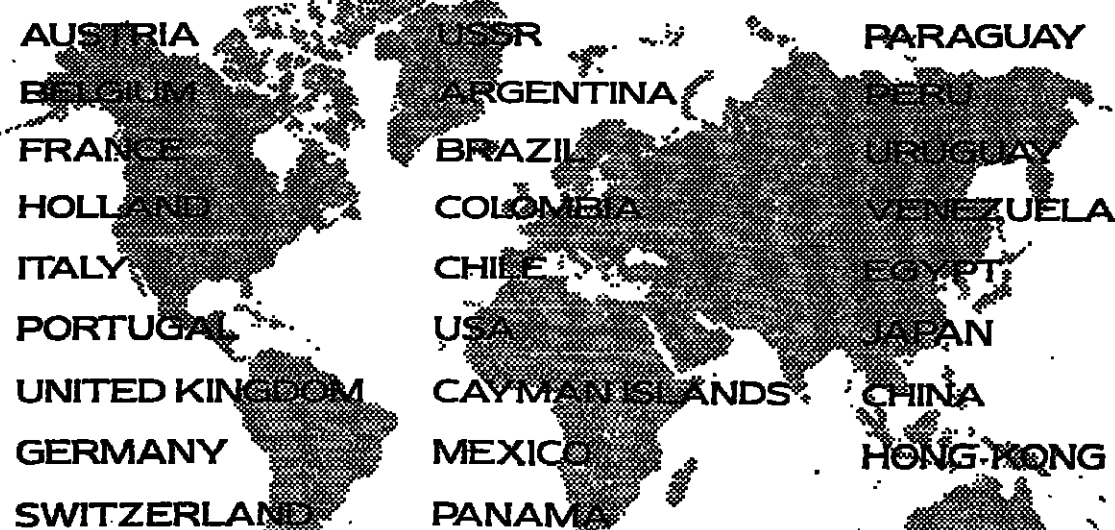 AUSTRIA
BELGIUM
FRANCE
HOLLAND
ITALY
PORTUGAL
UNITED KINGDOM
GERMANY
SWITZERLAND
USSR
ARGENTINA
BRAZIL
COLOMBIA
CHILE
USA
CAYMAN ISLANDS
MEXICO
PANAMA
PARAGUAY
PERU
URUGUAY
VENEZUELA
EGYPT
JAPAN
CHINA
HONG-KONG